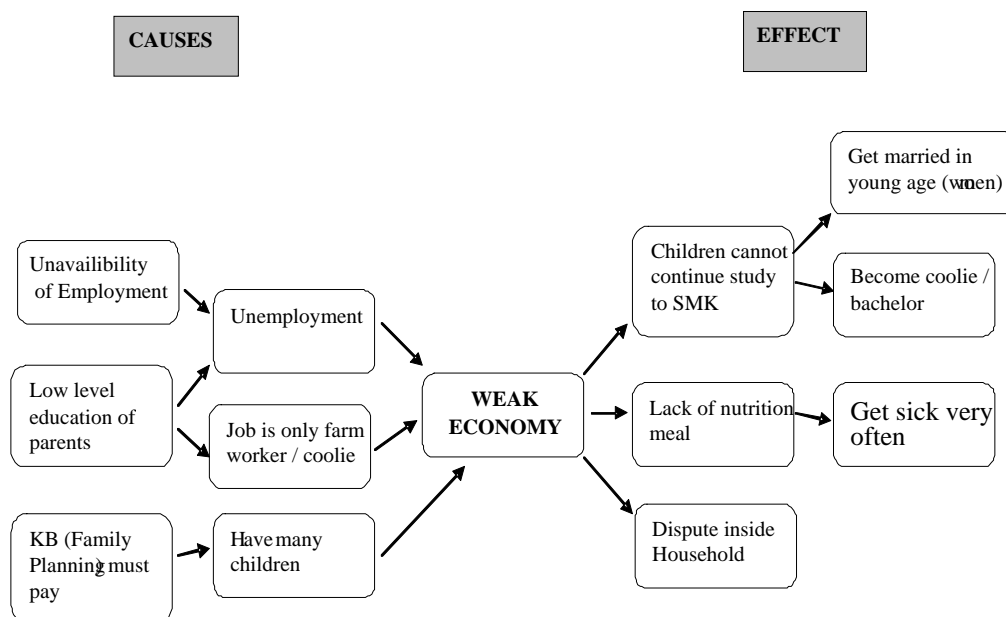 CAUSES
EFFECT
Get married in
young age (women)
Children cannot
continue study
to SMK
Become coolie /
bachelor
Unavailibility
of Employment
Unemployment
Low level
education of
parents
Job is only farm
worker / coolie
WEAK
ECONOMY
Lack of nutrition
meal
Get sick very
often
KB (Family
Planning) must
pay
Have many
children
Dispute inside
Household